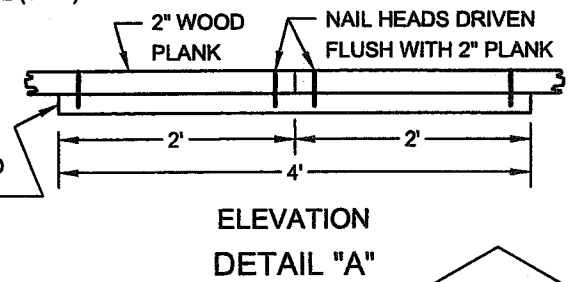 2" WOOD
PLANK
NAIL HEADS DRIVEN
FLUSH WITH 2" PLANK
2'
2'
4'
ELEVATION
DETAIL "A"